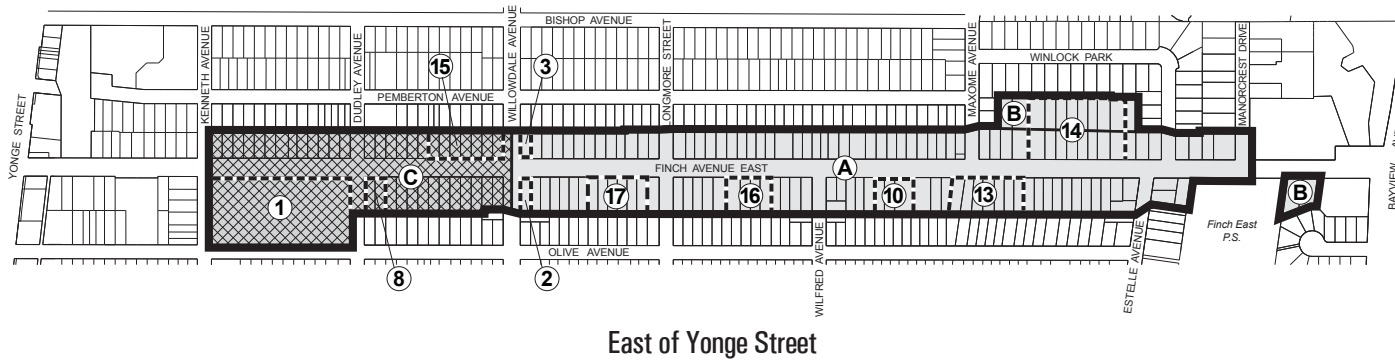 BISHOP AVENUE
YONGE STREET
KENNETH AVENUE
DUDLEY AVENUE
15
PEMBERTON AVENUE
WILLOWDALE AVENUE
3
LONGMORE STREET
MAXOME AVENUE
WINLOCK PARK
MANORCREST DRIVE
B
14
C
FINCH AVENUE EAST
A
1
17
16
10
13
B
BAYVIEW
Finch East
P.S.
OLIVE AVENUE
8
2
WILFRED AVENUE
ESTELLE AVENUE
East of Yonge Street